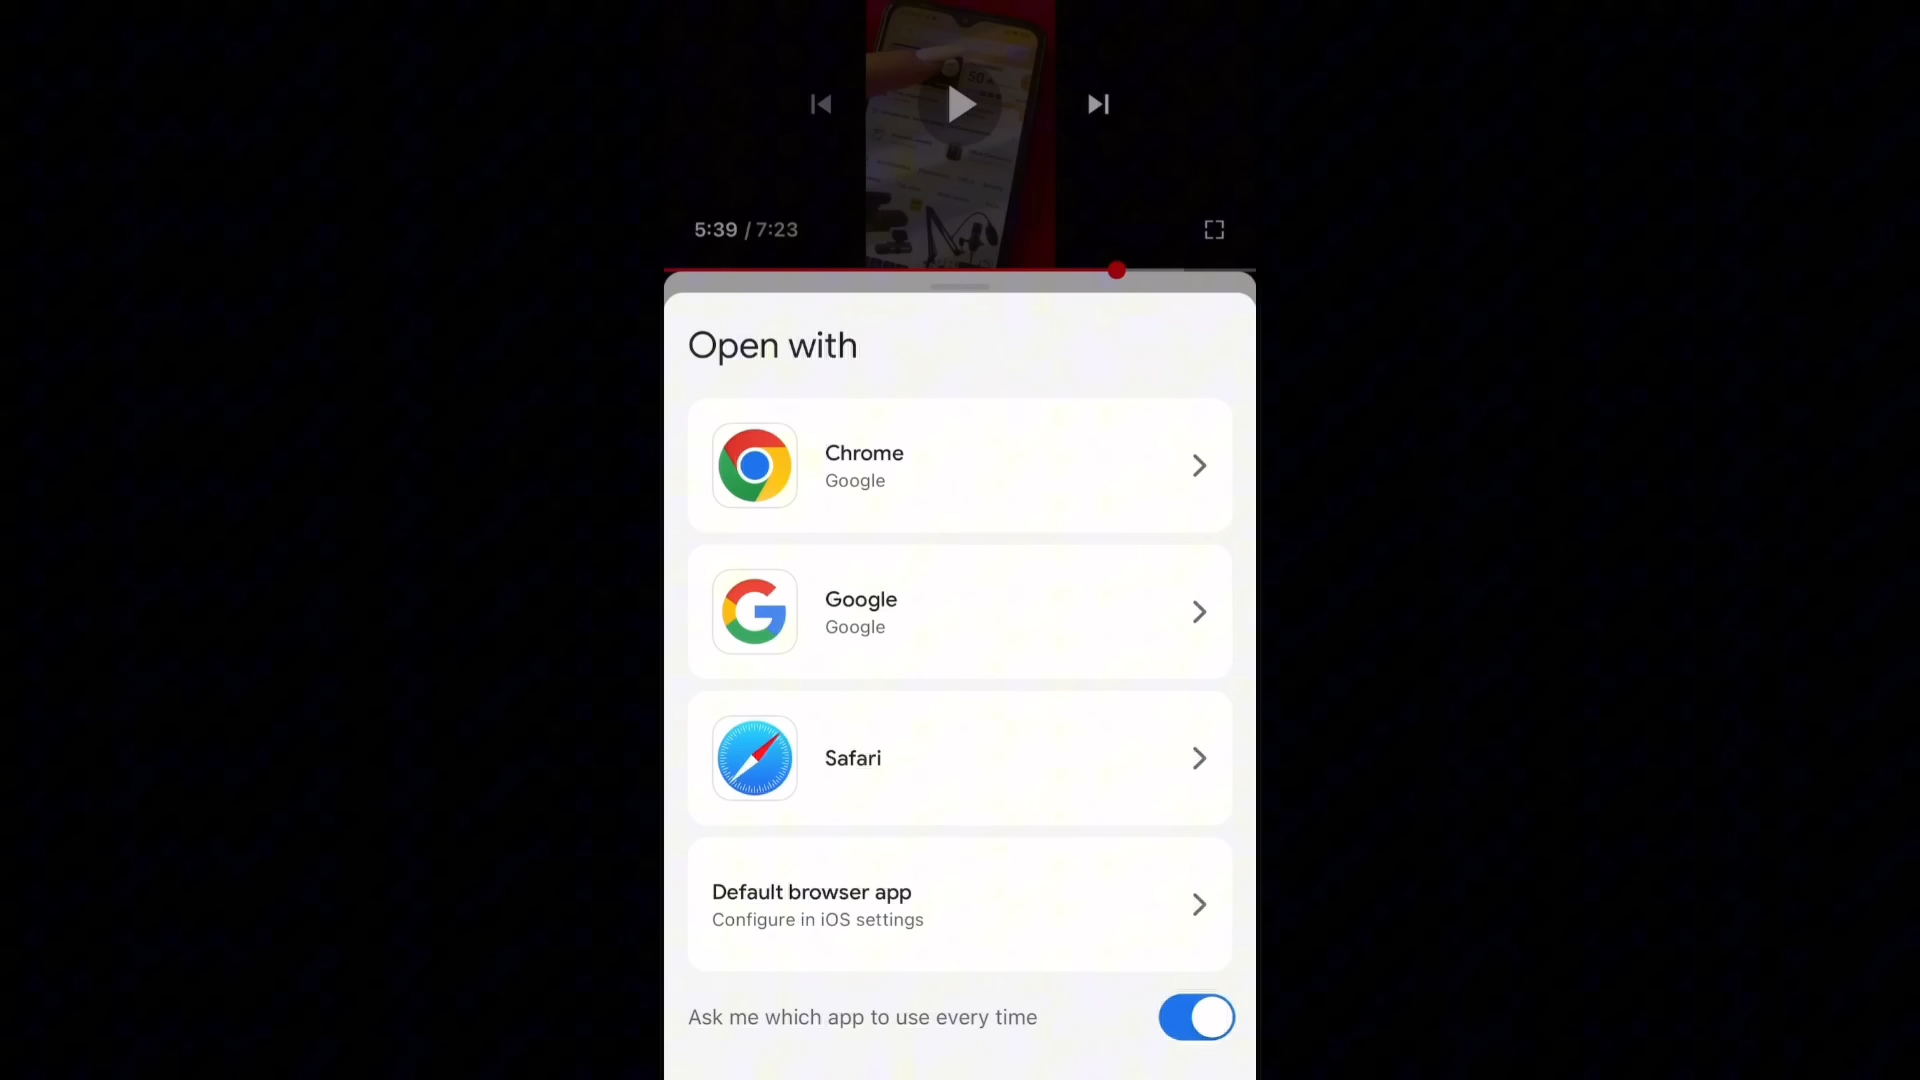 5:39 / 7:23
Open with
Chrome
Google
Google
Google
Safari
Default browser app
Configure in iOS settings
Ask me which app to use every time